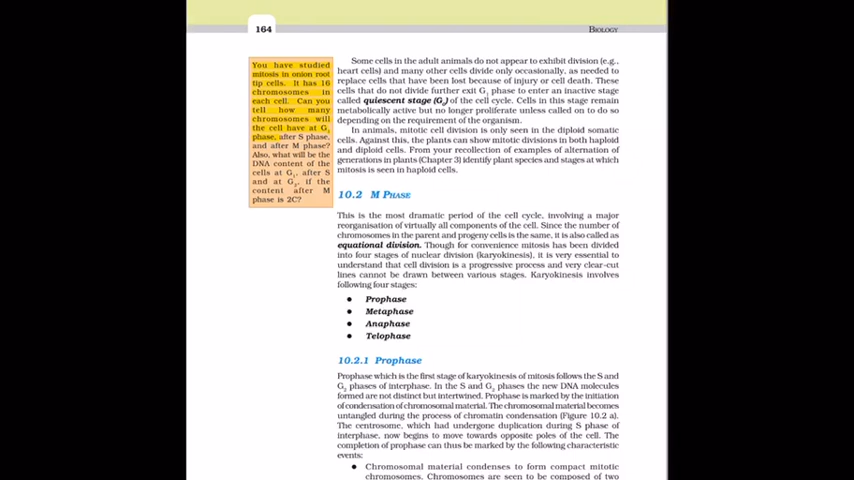 164
BIOLOGY
You have studied
mitosis in onion root
tip cells. It has 16
chromosomes in
each cell. Can you
tell how many
chromosomes will
the cell have at G1
phase, after S phase,
and after M phase?
Also, what will be the
DNA content of the
cells at G1, after S
and at G2, if the
content after M
phase is 2C?
Some cells in the adult animals do not appear to exhibit division (e.g.,
heart cells) and many other cells divide only occasionally, as needed to
replace cells that have been lost because of injury or cell death. These
cells that do not divide further exit G1 phase to enter an inactive stage
called quiescent stage (G0) of the cell cycle. Cells in this stage remain
metabolically active but no longer proliferate unless called on to do so
depending on the requirement of the organism.
In animals, mitotic cell division is only seen in the diploid somatic
cells. Against this, the plants can show mitotic divisions in both haploid
and diploid cells. From your recollection of examples of alternation of
generations in plants (Chapter 3) identify plant species and stages at which
mitosis is seen in haploid cells.
10.2 M PHASE
This is the most dramatic period of the cell cycle, involving a major
reorganisation of virtually all components of the cell. Since the number of
chromosomes in the parent and progeny cells is the same, it is also called as
equational division. Though for convenience mitosis has been divided
into four stages of nuclear division (karyokinesis), it is very essential to
understand that cell division is a progressive process and very clear-cut
lines cannot be drawn between various stages. Karyokinesis involves
following four stages:
• Prophase
• Metaphase
• Anaphase
• Telophase
10.2.1 Prophase
Prophase which is the first stage of karyokinesis of mitosis follows the S and
G2 phases of interphase. In the S and G2 phases the new DNA molecules
formed are not distinct but intertwined. Prophase is marked by the initiation
of condensation of chromosomal material. The chromosomal material becomes
untangled during the process of chromatin condensation (Figure 10.2 a).
The centrosome, which had undergone duplication during S phase of
interphase, now begins to move towards opposite poles of the cell. The
completion of prophase can thus be marked by the following characteristic
events:
• Chromosomal material condenses to form compact mitotic
chromosomes. Chromosomes are seen to be composed of two